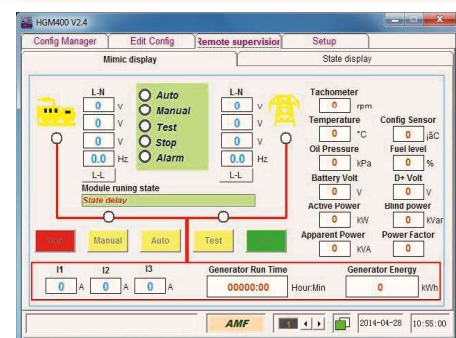 HGM400 V2.4
Config Manager Edit Config Remote supervision Setup
Mimic display State display
L-N L-N
0 V 0 V
0 V 0 V
0 V 0 V
0.0 Hz 0.0 Hz
L-L L-L
Auto
Manual
Test
Stop
Alarm
Module runing state
State delay
Tachometer
0 rpm
Temperature Config Sensor
0 °C 0 ¡ãC
Oil Pressure Fuel level
0 kPa 0 %
Battery Volt D+ Volt
0 V 0 V
Active Power Blind power
0 kW 0 kVar
Apparent Power Power Factor
0 kVA 0
Manual Auto Test
I1 I2 I3 Generator Run Time Generator Energy
0 A 0 A 0 A 00000:00 Hour:Min 0 kWh
AMF 1 2014-04-28 10:55:00